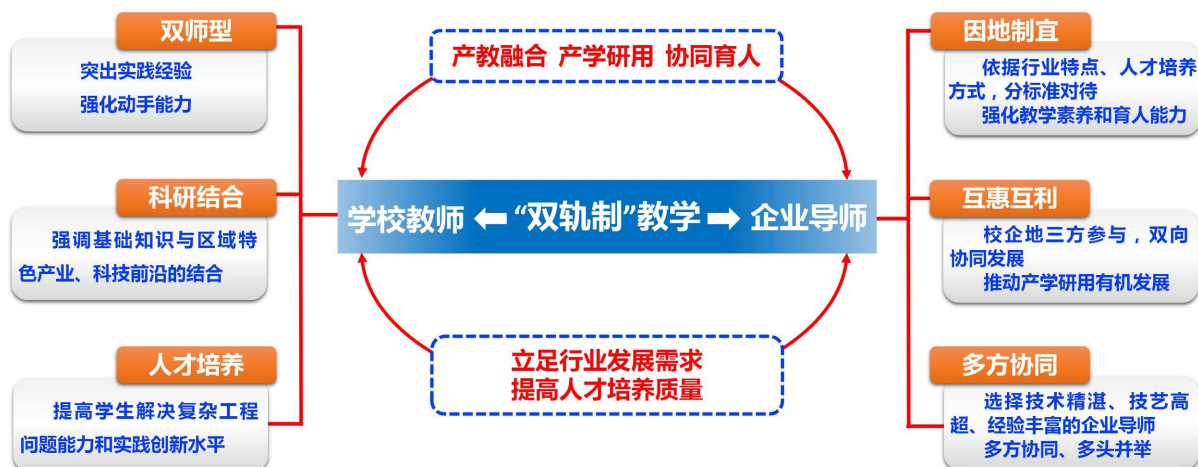 双师型
突出实践经验
强化动手能力
科研结合
强调基础知识与区域特
色产业、科技前沿的结合
人才培养
提高学生解决复杂工程
问题能力和实践创新水平
产教融合 产学研用 协同育人
学校教师 ← “双轨制”教学 → 企业导师
立足行业发展需求
提高人才培养质量
因地制宜
依据行业特点、人才培养
方式，分标准对待
强化教学素养和育人能力
互惠互利
校企地三方参与，双向
协同发展
推动产学研用有机发展
多方协同
选择技术精湛、技艺高
超、经验丰富的企业导师
多方协同、多头并举